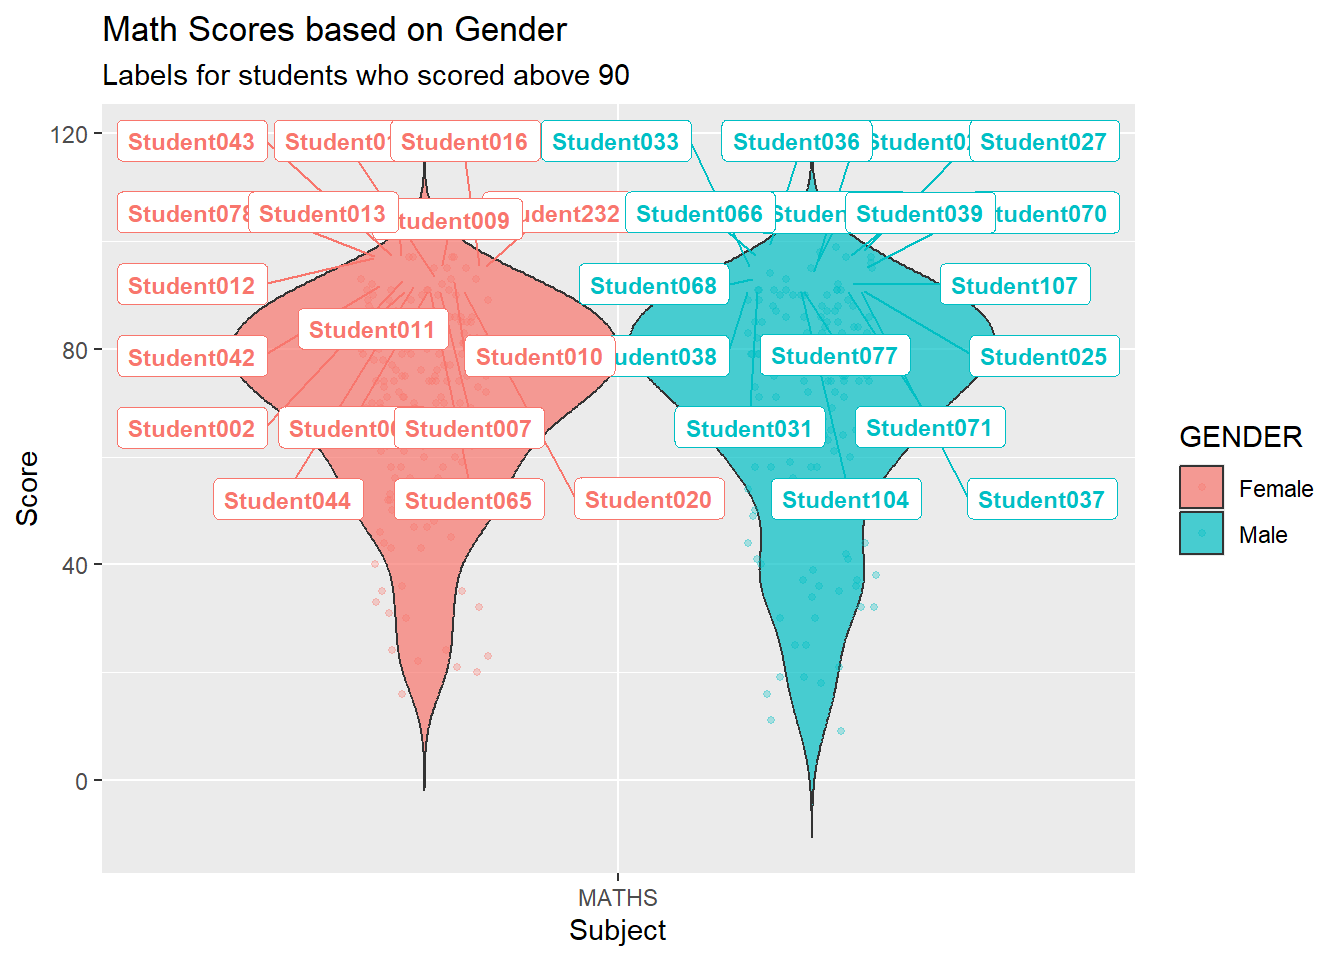 Math Scores based on Gender
Labels for students who scored above 90
Score
120
80
40
0
Student043
Student016
Student033
Student036
Student027
Student013
Student066
Student039
Student012
Student068
Student107
Student011
Student042
Student010
Student077
Student025
Student002
Student007
Student031
Student071
Student044
Student065
Student020
Student104
Student037
MATHS
Subject
GENDER
Female
Male